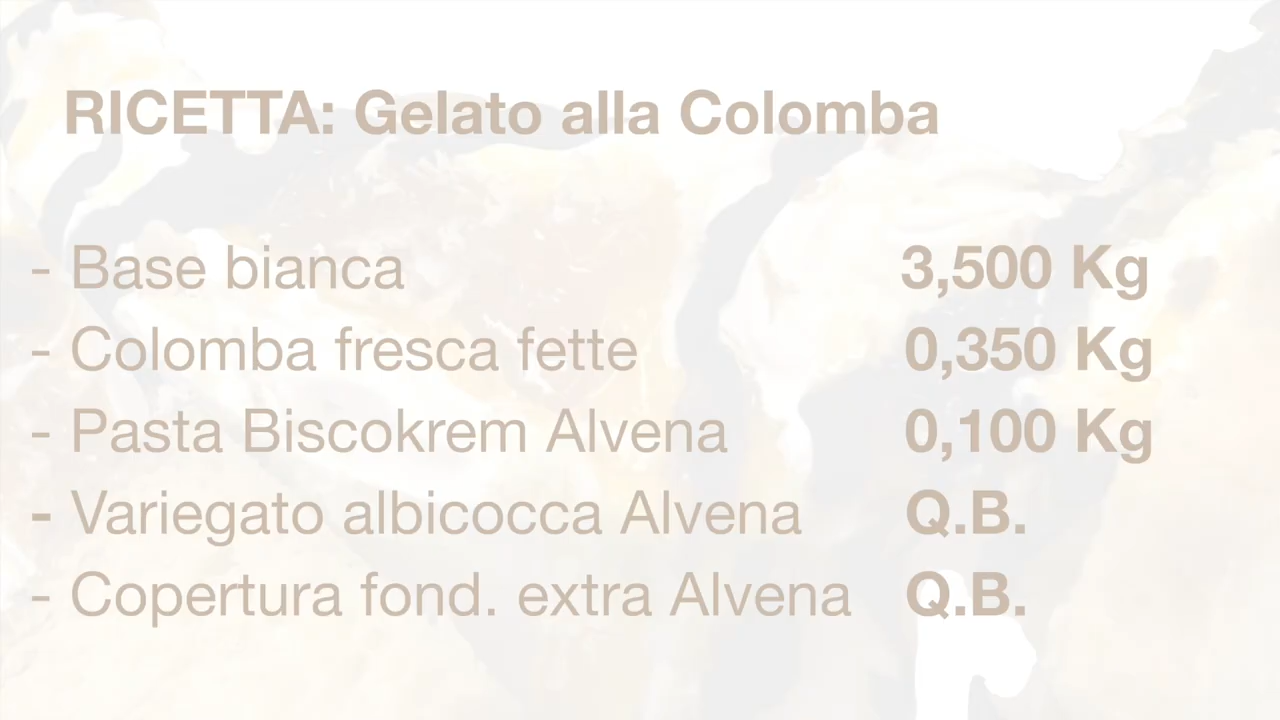 RICETTA: Gelato alla Colomba
- Base bianca 3,500 Kg
- Colomba fresca fette 0,350 Kg
- Pasta Biscokrem Alvena 0,100 Kg
- Variegato albicocca Alvena Q.B.
- Copertura fond. extra Alvena Q.B.